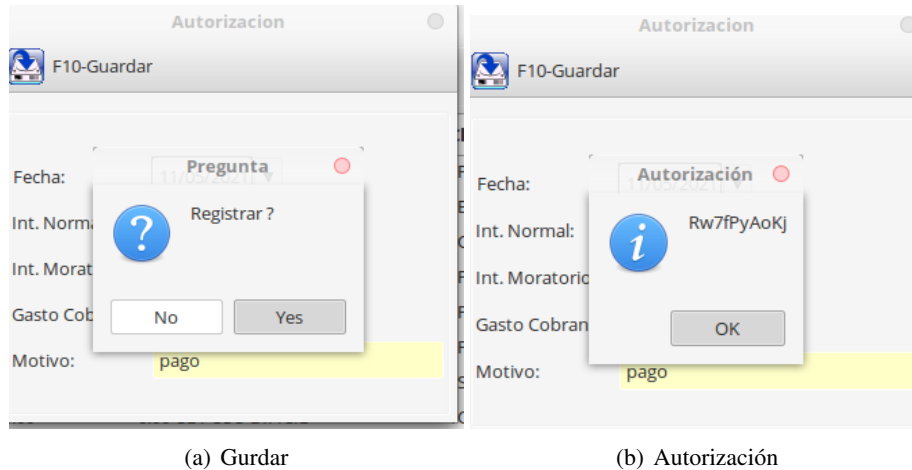 Autorizacion
F10-Guardar
Fecha:
11/05/2021
Pregunta
Registrar ?
Int. Norma
Int. Morat
Gasto Cob
No
Yes
Motivo:
pago
Autorizacion
F10-Guardar
Fecha:
11/05/2021
Autorización
Rw7fPyAoKj
Int. Normal:
Int. Moratorio
Gasto Cobran
OK
Motivo:
pago
(a) Gurdar
(b) Autorización